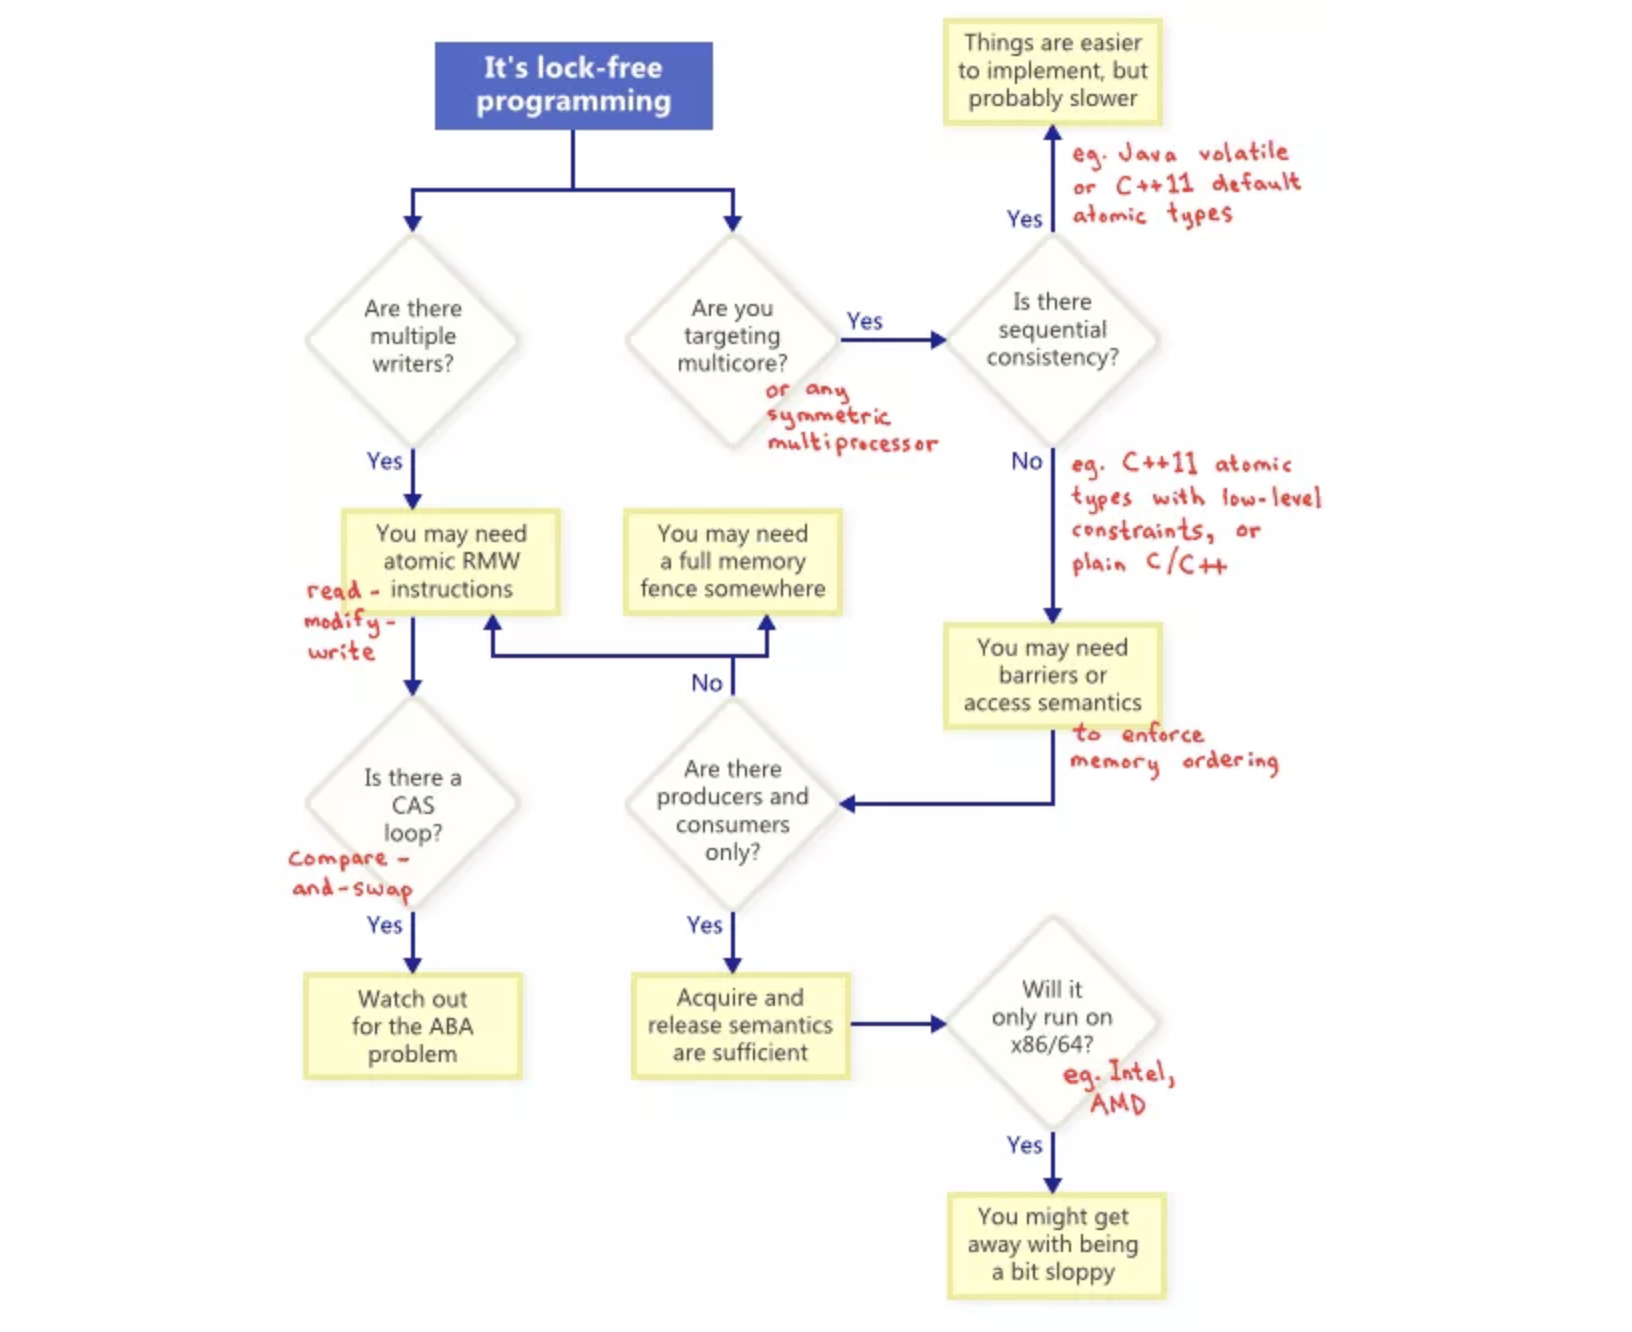 It's lock-free
programming
Things are easier
to implement, but
probably slower
eg. Java volatile
or C++11 default
atomic types
Yes
Are there
multiple
writers?
Are you
targeting
multicore?
or any
symmetric
multiprocessor
Yes
Is there
sequential
consistency?
Yes
No
eg. C++11 atomic
types with low-level
constraints, or
plain C/C++
You may need
atomic RMW
instructions
read-
modify-
write
You may need
a full memory
fence somewhere
You may need
barriers or
access semantics
to enforce
memory ordering
No
Is there a
CAS
loop?
Compare-
and-swap
Are there
producers and
consumers
only?
Yes
Yes
Watch out
for the ABA
problem
Acquire and
release semantics
are sufficient
Will it
only run on
x86/64?
eg. Intel,
AMD
Yes
You might get
away with being
a bit sloppy